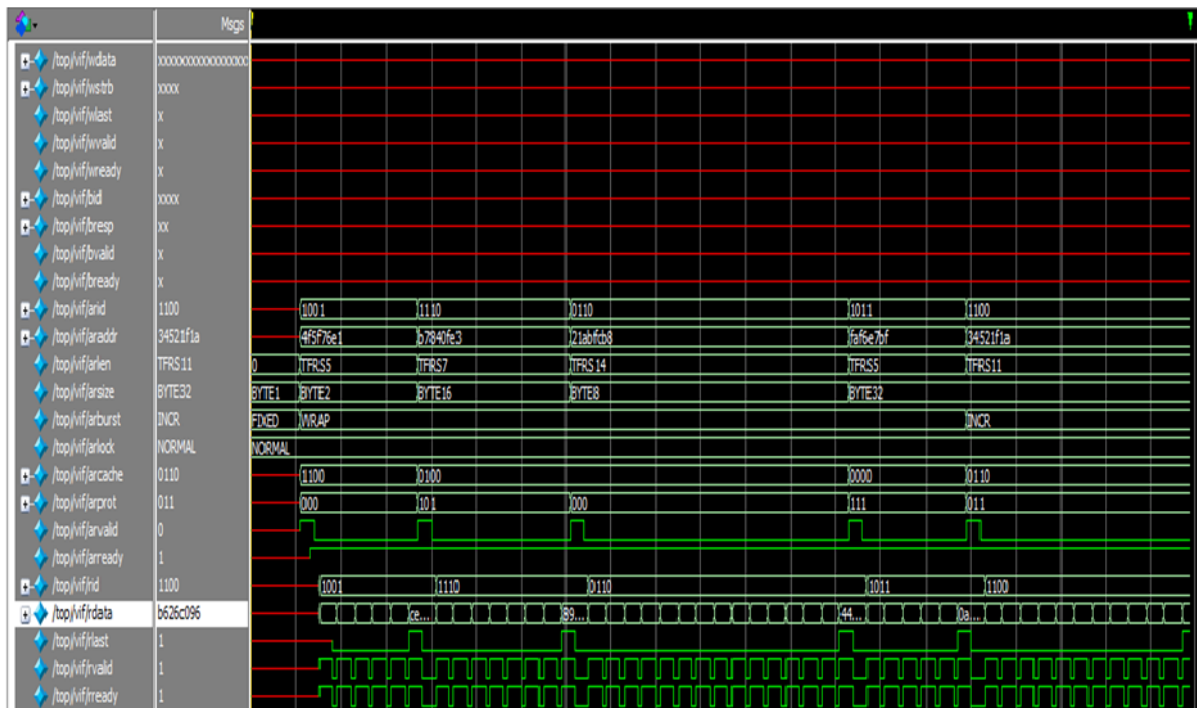 Msgs
/top/vif/wdata xxxxxxxxxxxxxxxxx
/top/vif/wstrb xxxx
/top/vif/wlast x
/top/vif/wvalid x
/top/vif/wready x
/top/vif/bid xxxx
/top/vif/bresp xx
/top/vif/bvalid x
/top/vif/bready x
/top/vif/arid 1100 1001 1110 0110 1011 1100
/top/vif/araddr 34521f1a 4f5f76e1 b7840fe3 21abfcb8 faf6e7bf 34521f1a
/top/vif/arlen TFRS11 0 TFRS5 TFRS7 TFRS14 TFRS5 TFRS11
/top/vif/arsize BYTE32 BYTE1 BYTE2 BYTE16 BYTE8 BYTE32
/top/vif/arburst INCR FIXED WRAP INCR
/top/vif/arlock NORMAL NORMAL
/top/vif/arcache 0110 1100 0100 0000 0110
/top/vif/arprot 011 000 101 000 111 011
/top/vif/arvalid 0
/top/vif/arready 1
/top/vif/rid 1100 1001 1110 0110 1011 1100
/top/vif/rdata b626c096 ce... 89... 44... 0a...
/top/vif/rlast 1
/top/vif/rvalid 1
/top/vif/rready 1